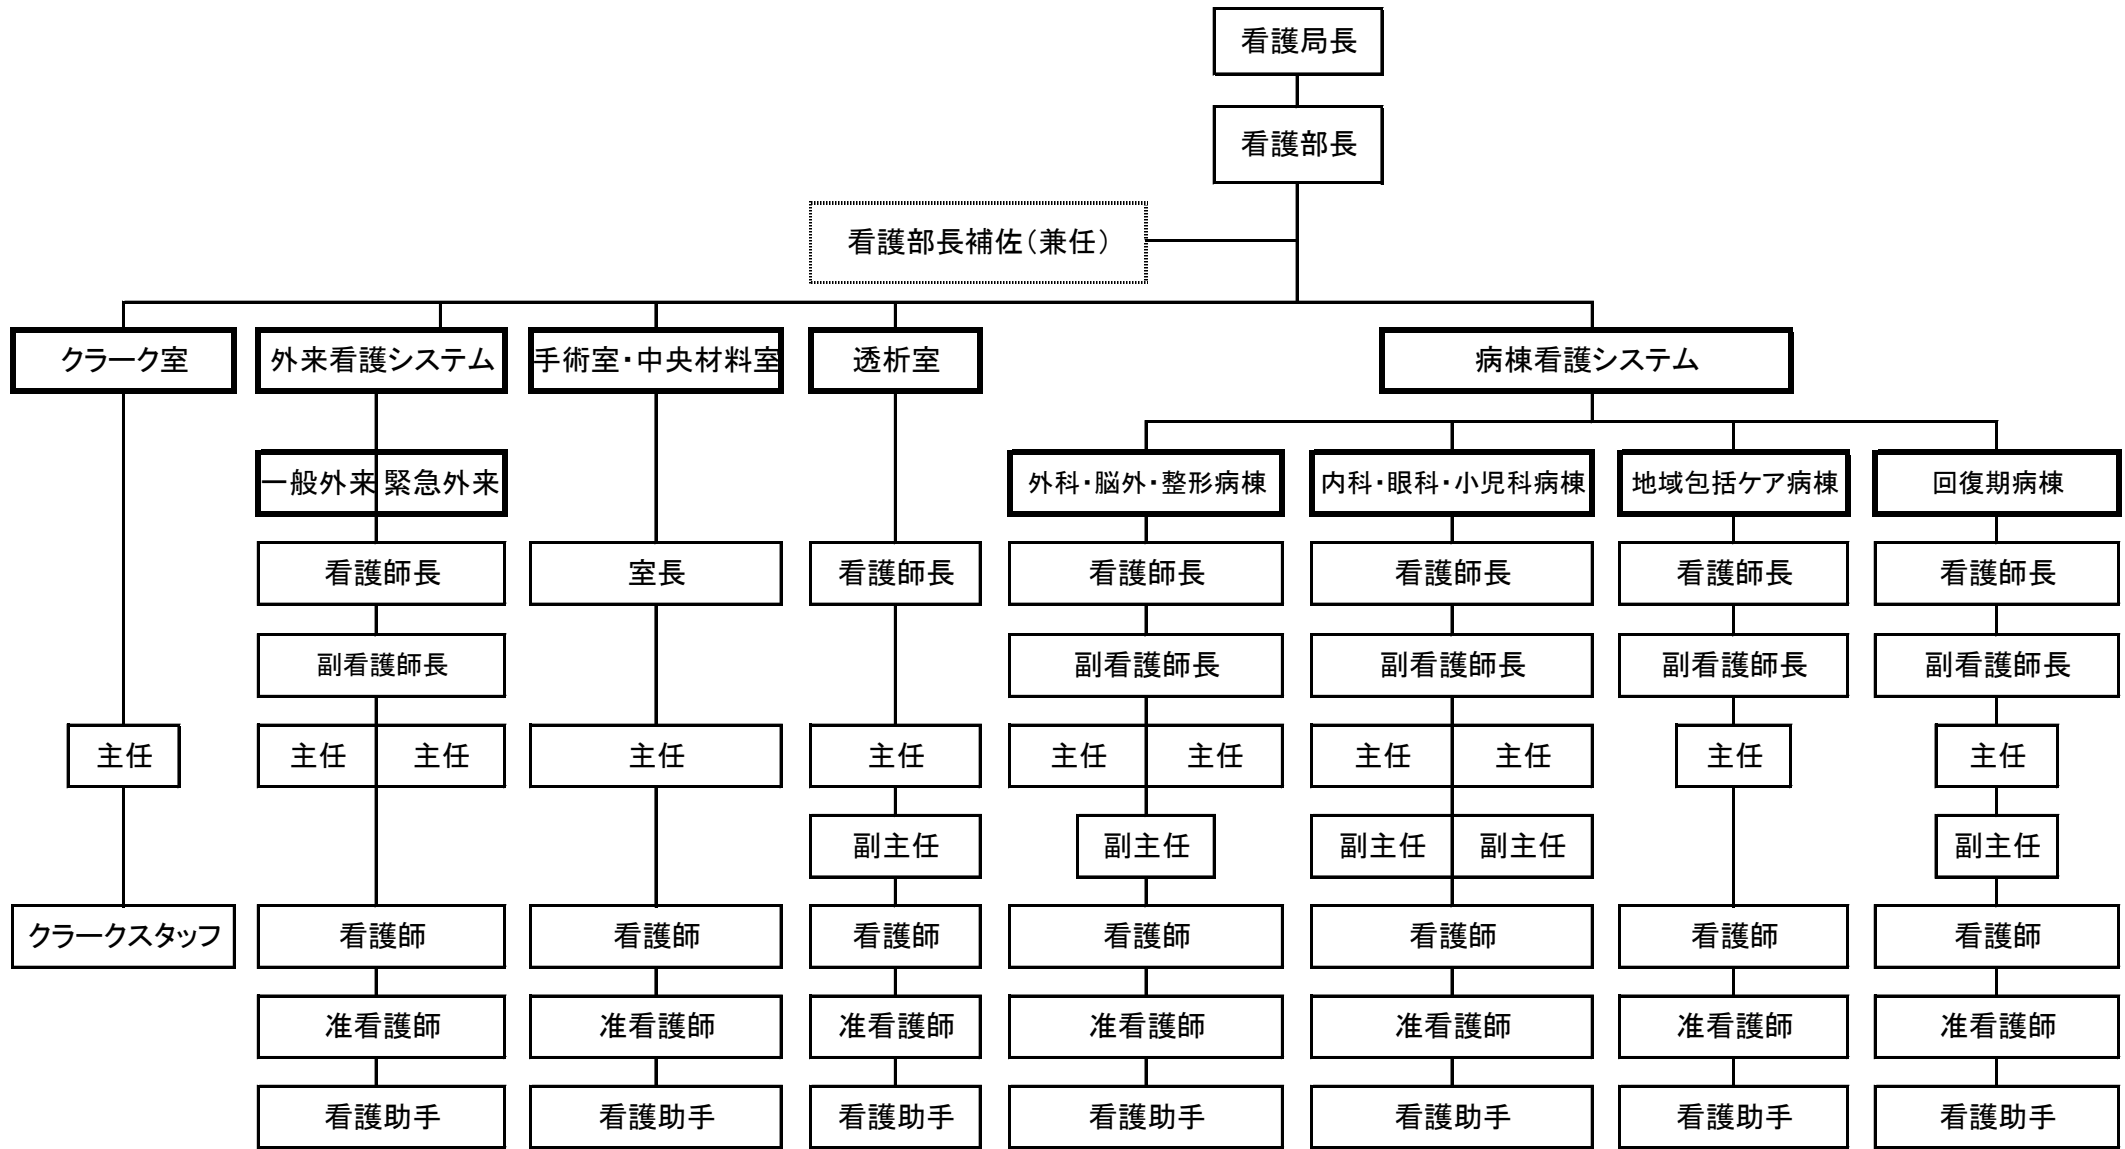 看護局長
看護部長
看護部長補佐（兼任）
クラーク室
外来看護システム
手術室・中央材料室
透析室
病棟看護システム
一般外来
緊急外来
外科・脳外・整形病棟
内科・眼科・小児科病棟
地域包括ケア病棟
回復期病棟
看護師長
室長
看護師長
看護師長
看護師長
看護師長
看護師長
副看護師長
副看護師長
副看護師長
副看護師長
副看護師長
主任
主任
主任
主任
主任
主任
主任
主任
主任
主任
主任
副主任
副主任
副主任
副主任
副主任
クラークスタッフ
看護師
看護師
看護師
看護師
看護師
看護師
看護師
准看護師
准看護師
准看護師
准看護師
准看護師
准看護師
准看護師
看護助手
看護助手
看護助手
看護助手
看護助手
看護助手
看護助手